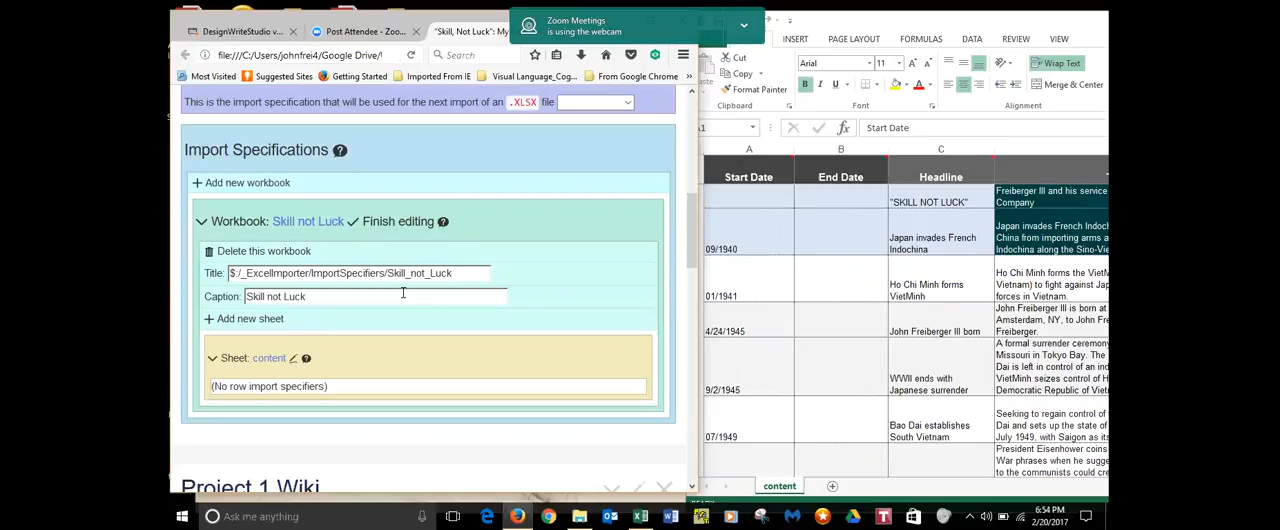 DesignWriteStudio v
Post Attendee - Zoom
"Skill, Not Luck": My
Zoom Meetings
is using the webcam
file:///C:/Users/johnfrei4/Google Drive/
Search
Most Visited
Suggested Sites
Getting Started
Imported From IE
Visual Language_Cog...
From Google Chrome
»
This is the import specification that will be used for the next import of an .XLSX file
Import Specifications
Add new workbook
Workbook: Skill not Luck Finish editing
Delete this workbook
Title: $:/_ExcelImporter/ImportSpecifiers/Skill_not_Luck
Caption: Skill not Luck
Add new sheet
Sheet: content
(No row import specifiers)
Project 1 Wiki
INSERT PAGE LAYOUT FORMULAS DATA REVIEW VIEW
Cut
Copy
Format Painter
Clipboard
Arial 11
B I U
Font
Wrap Text
Merge & Center
Alignment
Start Date
A B C
Start Date End Date Headline
"SKILL NOT LUCK"
Freiberger III and his service
Company
09/1940
Japan invades French
Indochina
Japan invades French Indoch
China from importing arms a
Indochina along the Sino-Vie
01/1941
Ho Chi Minh forms
VietMinh
Ho Chi Minh forms the VietM
Vietnam) to fight against Jap
forces in Vietnam.
4/24/1945
John Freiberger III born
John Freiberger III is born at
Amsterdam, NY, to John Fre
Freiberger.
9/2/1945
WWII ends with
Japanese surrender
A formal surrender ceremony
Missouri in Tokyo Bay. The
Dai is left in control of an ind
VietMinh seizes control of H
Democratic Republic of Viet
07/1949
Bao Dai establishes
South Vietnam
Seeking to regain control of
Dai and sets up the state of
July 1949, with Saigon as its
President Eisenhower coins
War phrases when he sugge
to the communists could cre
content
Ask me anything
6:54 PM
2/20/2017